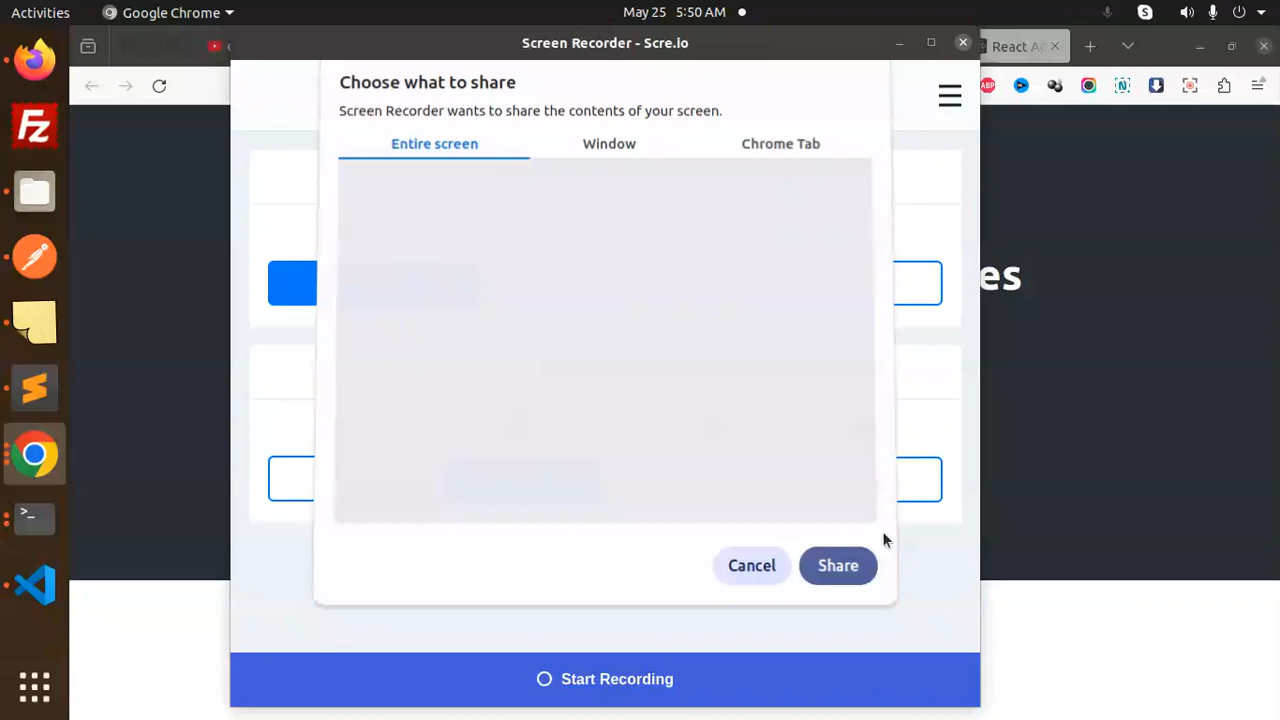 Activities
Google Chrome
May 25 5:50 AM
Screen Recorder - Scre.io
React Ap
ABP
Choose what to share
Screen Recorder wants to share the contents of your screen.
Entire screen
Window
Chrome Tab
es
Cancel
Share
Start Recording